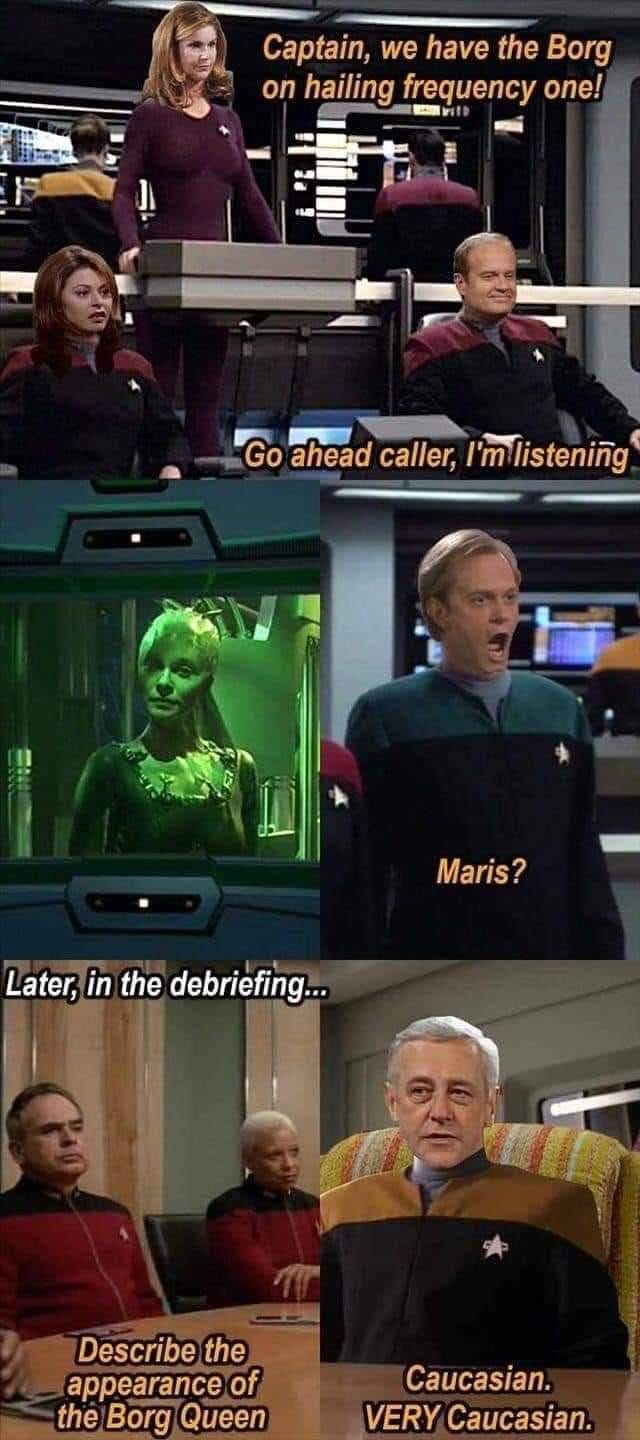 Captain, we have the Borg
on hailing frequency one!
Go ahead caller, I'm listening
Maris?
Later, in the debriefing...
Describe the
appearance of
the Borg Queen
Caucasian.
VERY Caucasian.